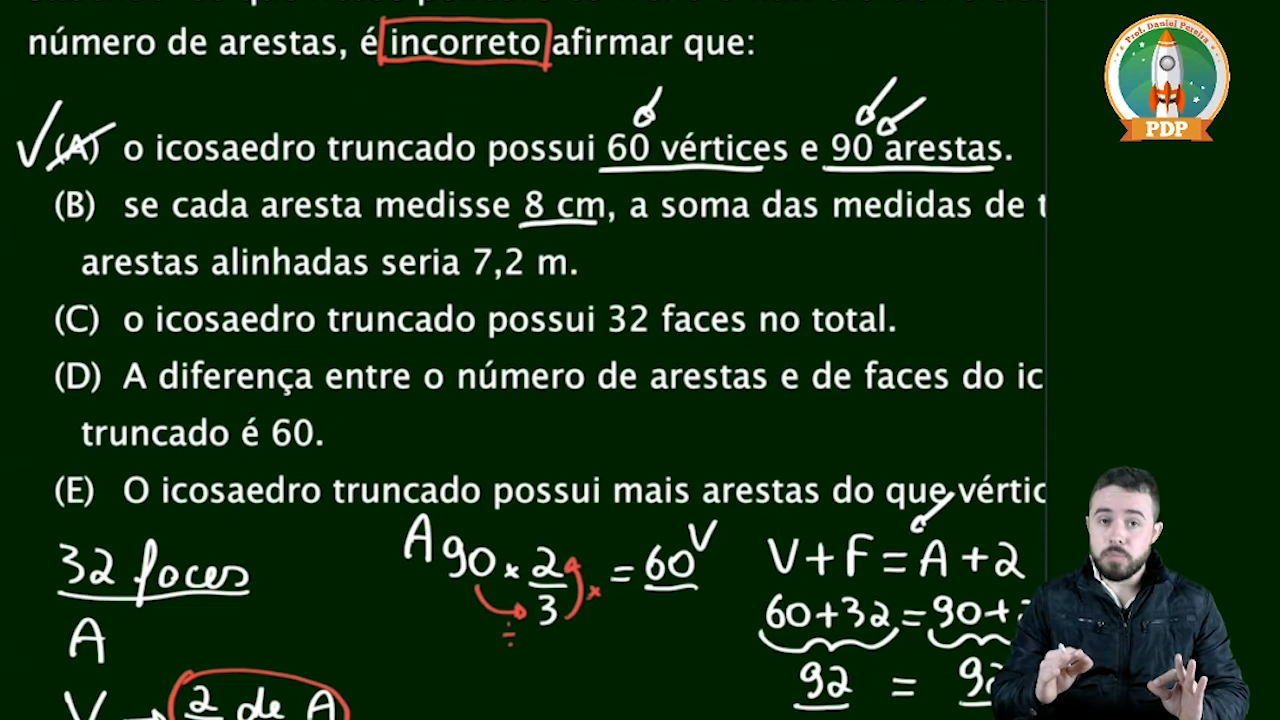 número de arestas, é incorreto afirmar que:
(A) o icosaedro truncado possui 60 vértices e 90 arestas.
(B) se cada aresta medisse 8 cm, a soma das medidas de
arestas alinhadas seria 7,2 m.
(C) o icosaedro truncado possui 32 faces no total.
(D) A diferença entre o número de arestas e de faces do
truncado é 60.
(E) O icosaedro truncado possui mais arestas do que
32 faces
A
V → 2 de A
A 90 x 2/3 = 60 V
÷ x
V + F = A + 2
60 + 32 = 90 +
92 =
Prof. Daniel Pereira
PDP